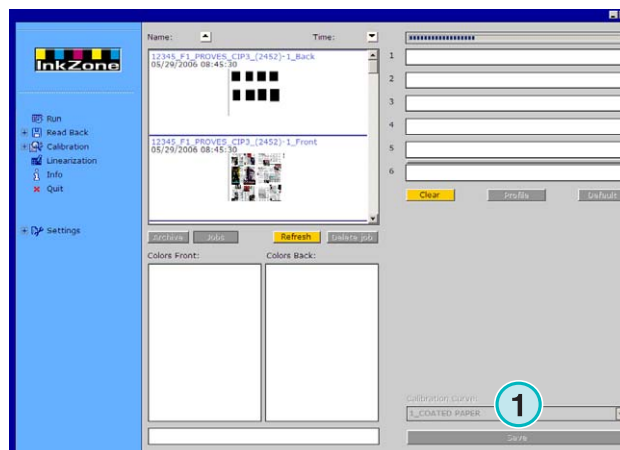 InkZone
Run
Read Back
Calibration
Linearization
Info
Quit
Settings
Name:
Time:
12345_F1_PROVES_CIP3_(2452)-1_Back
05/29/2006 08:45:30
12345_F1_PROVES_CIP3_(2452)-1_Front
05/29/2006 08:45:30
Archive
Jobs
Refresh
Delete job
Colors Front:
Colors Back:
1
2
3
4
5
6
Clear
Profile
Default
Calibration Curve:
1_COATED PAPER
1
Save